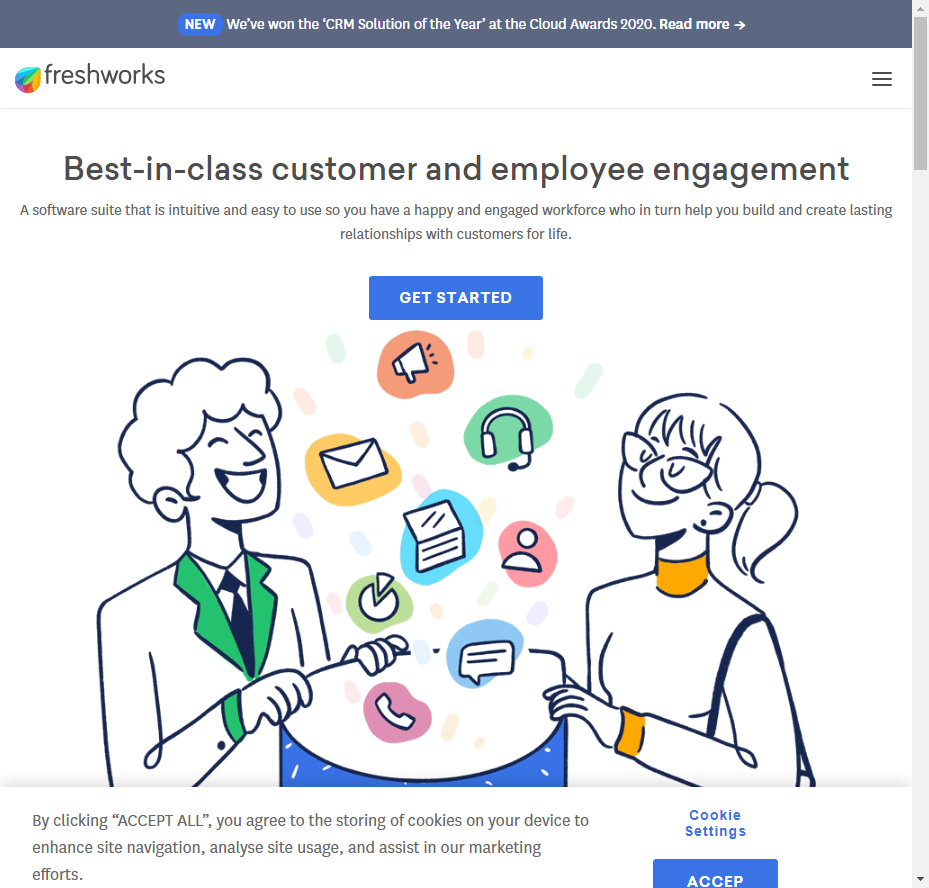 NEW We've won the ‘CRM Solution of the Year’ at the Cloud Awards 2020. Read more →
freshworks
Best-in-class customer and employee engagement
A software suite that is intuitive and easy to use so you have a happy and engaged workforce who in turn help you build and create lasting
relationships with customers for life.
GET STARTED
By clicking “ACCEPT ALL”, you agree to the storing of cookies on your device to
enhance site navigation, analyse site usage, and assist in our marketing
efforts.
Cookie
Settings
ACCEP